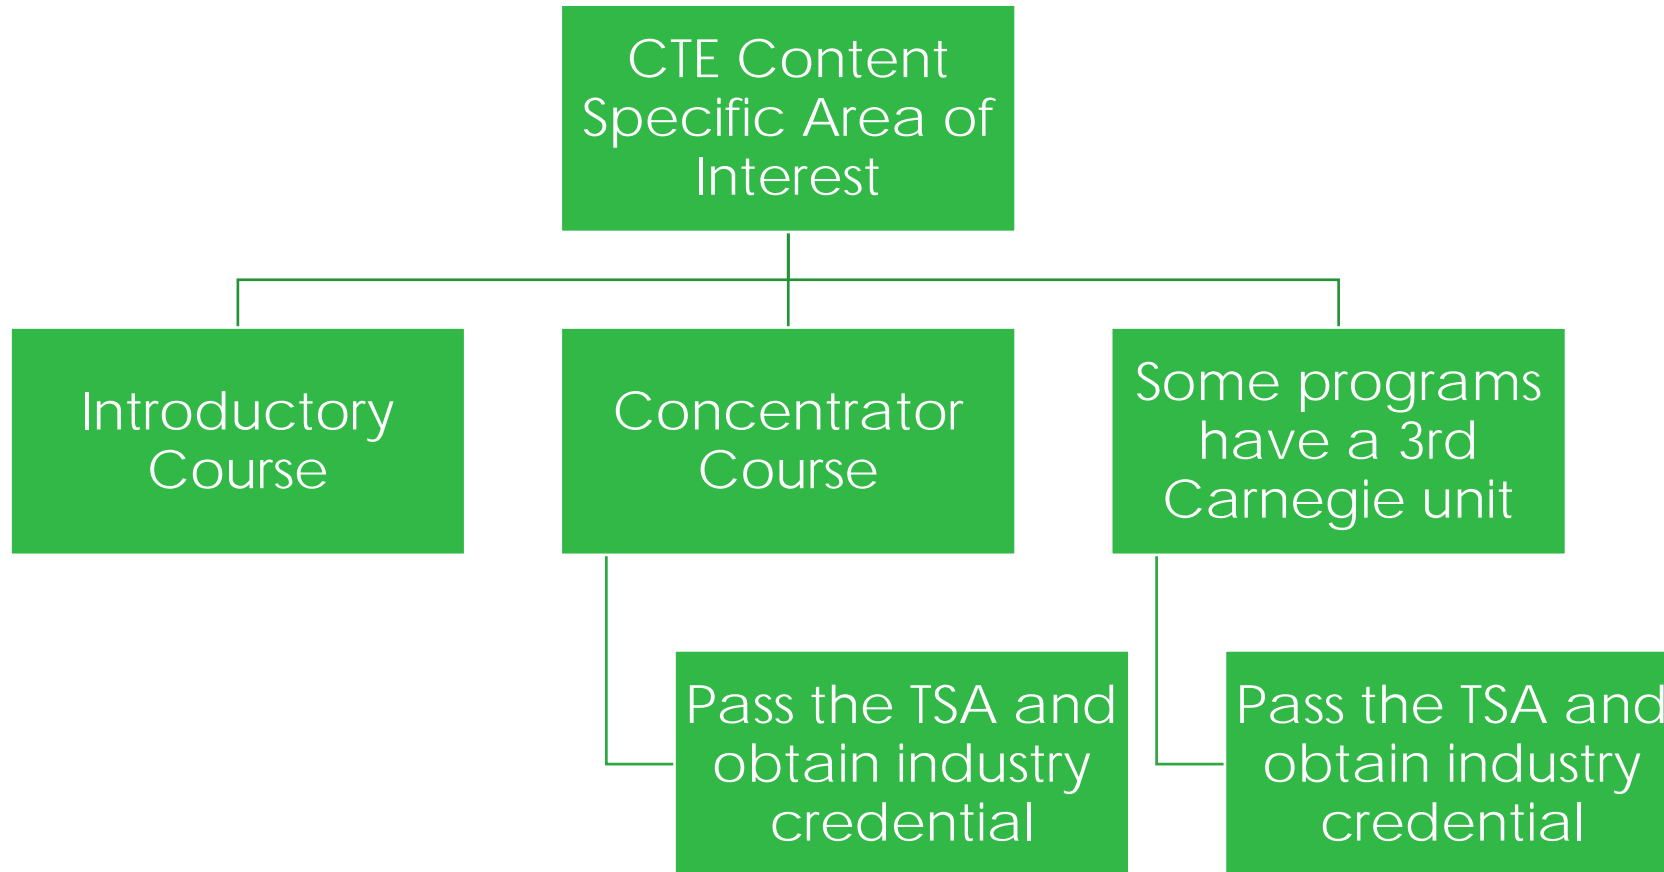 CTE Content
Specific Area of
Interest
Introductory
Course
Concentrator
Course
Some programs
have a 3rd
Carnegie unit
Pass the TSA and
obtain industry
credential
Pass the TSA and
obtain industry
credential